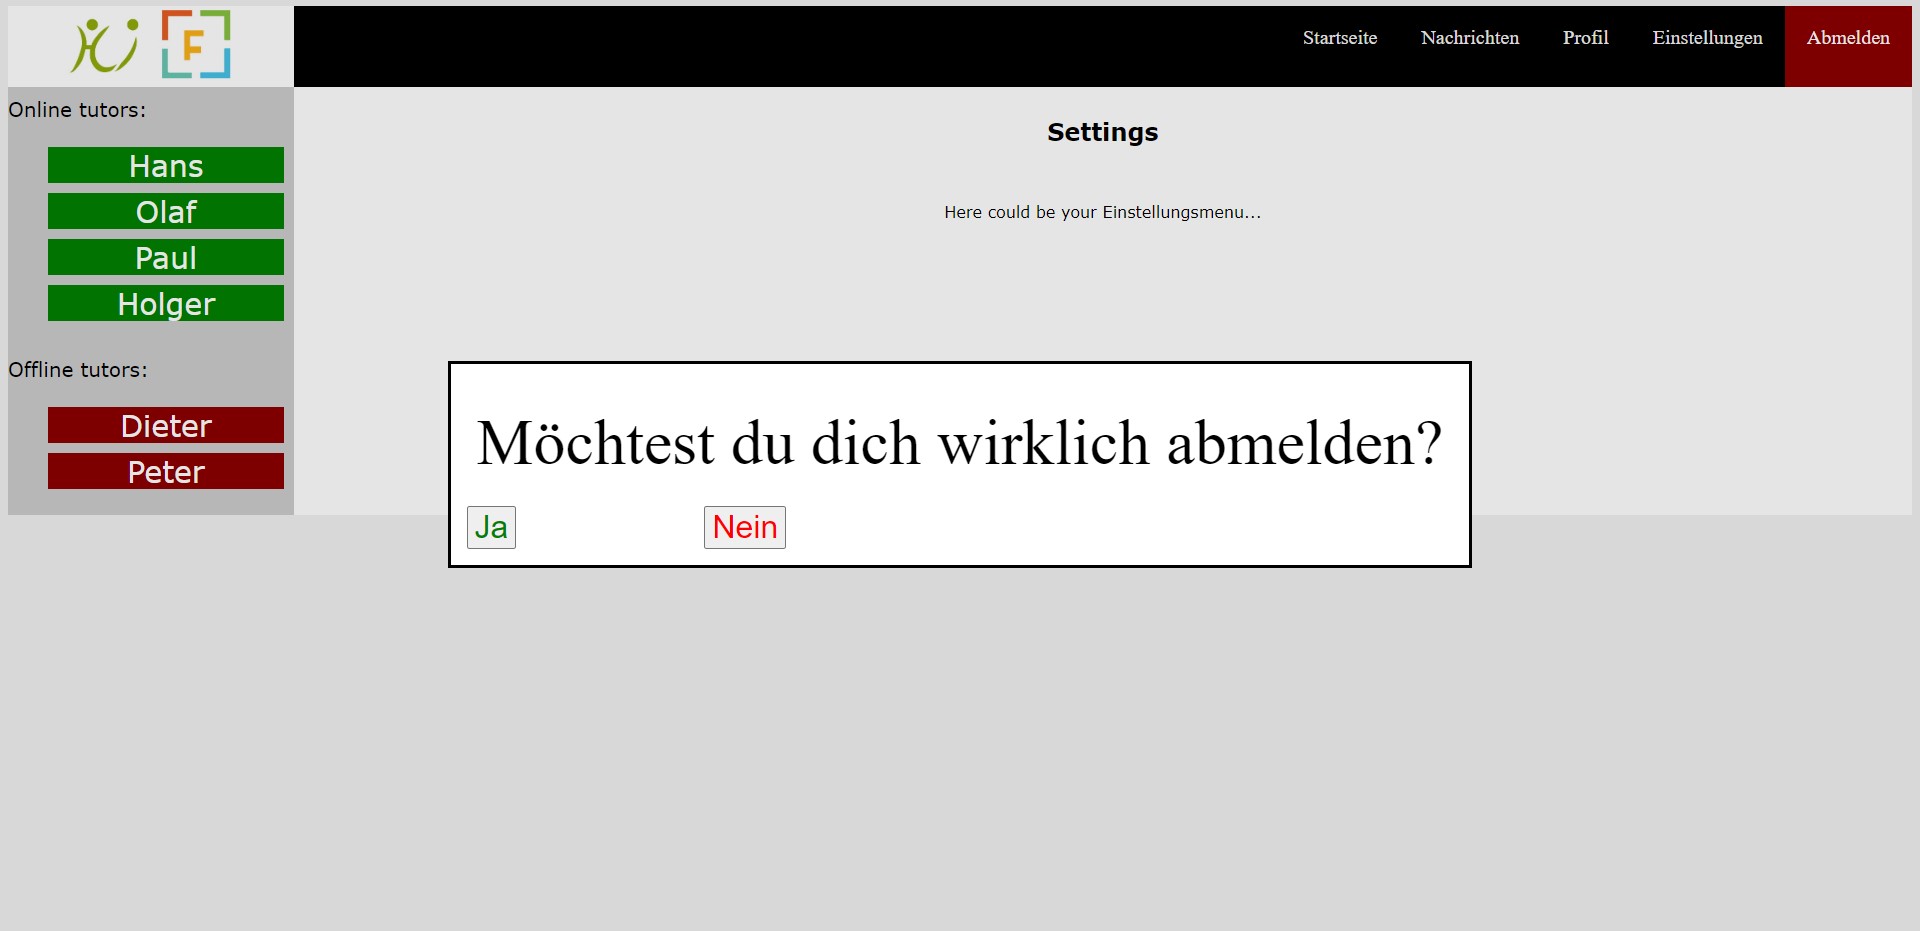 F
Startseite Nachrichten Profil Einstellungen Abmelden
Online tutors:
Hans
Olaf
Paul
Holger
Offline tutors:
Dieter
Peter
Settings
Here could be your Einstellungsmenu...
Möchtest du dich wirklich abmelden?
Ja Nein